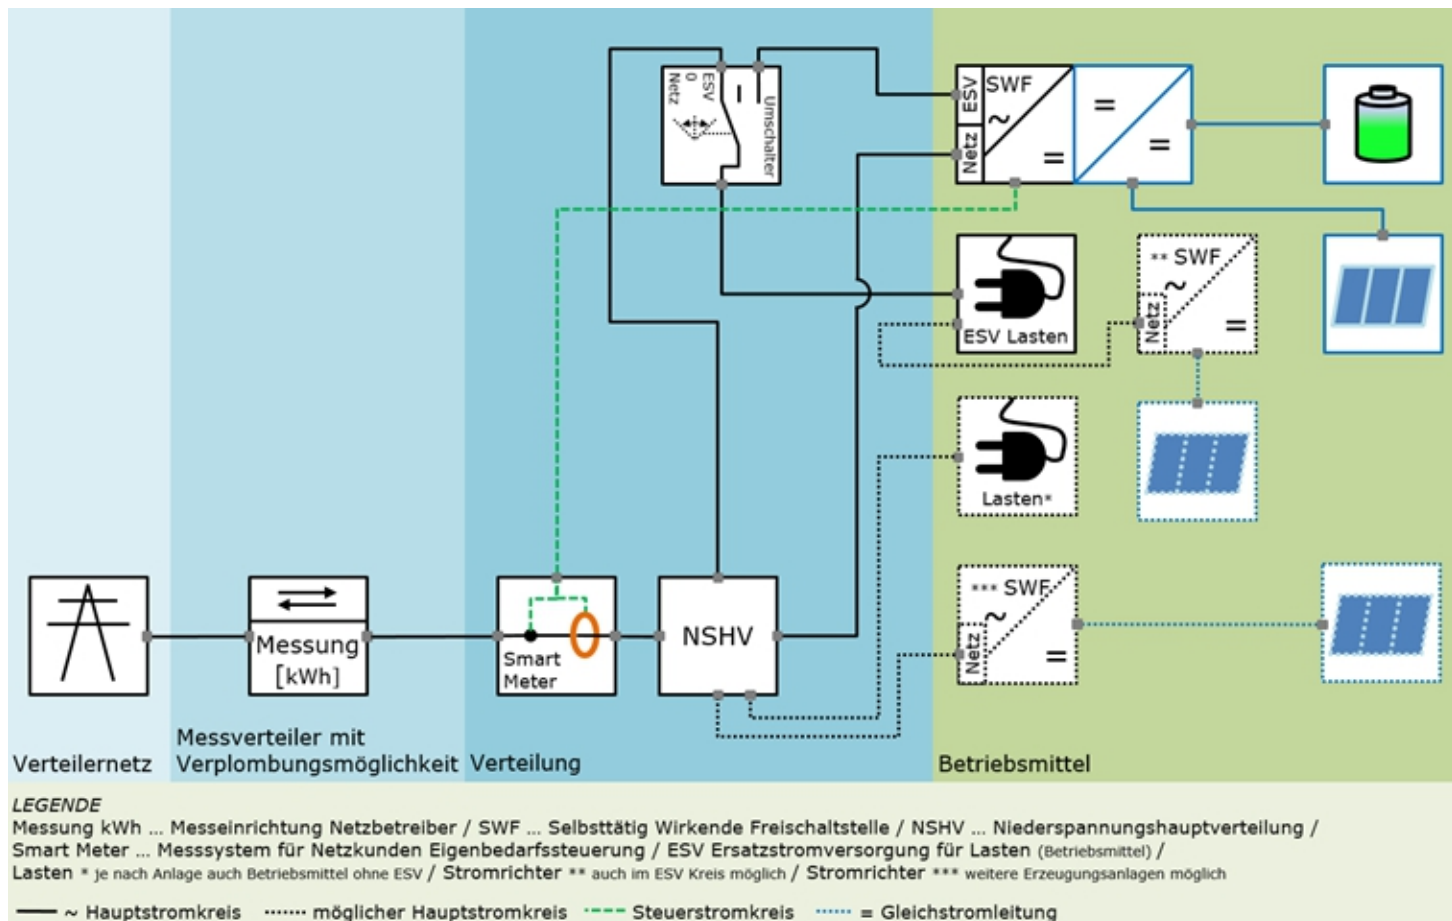 Netz
0
ESV
Umschalter
ESV
Netz
SWF
~
=
=
=
ESV Lasten
** SWF
~
Netz
=
Lasten*
Messung
[kWh]
Smart
Meter
NSHV
*** SWF
~
Netz
=
Verteilernetz
Messverteiler mit
Verplombungsmöglichkeit
Verteilung
Betriebsmittel
LEGENDE
Messung kWh ... Messeinrichtung Netzbetreiber / SWF ... Selbsttätig Wirkende Freischaltstelle / NSHV ... Niederspannungshauptverteilung /
Smart Meter ... Messsystem für Netzkunden Eigenbedarfssteuerung / ESV Ersatzstromversorgung für Lasten (Betriebsmittel) /
Lasten * je nach Anlage auch Betriebsmittel ohne ESV / Stromrichter ** auch im ESV Kreis möglich / Stromrichter *** weitere Erzeugungsanlagen möglich
~ Hauptstromkreis möglicher Hauptstromkreis Steuerstromkreis = Gleichstromleitung